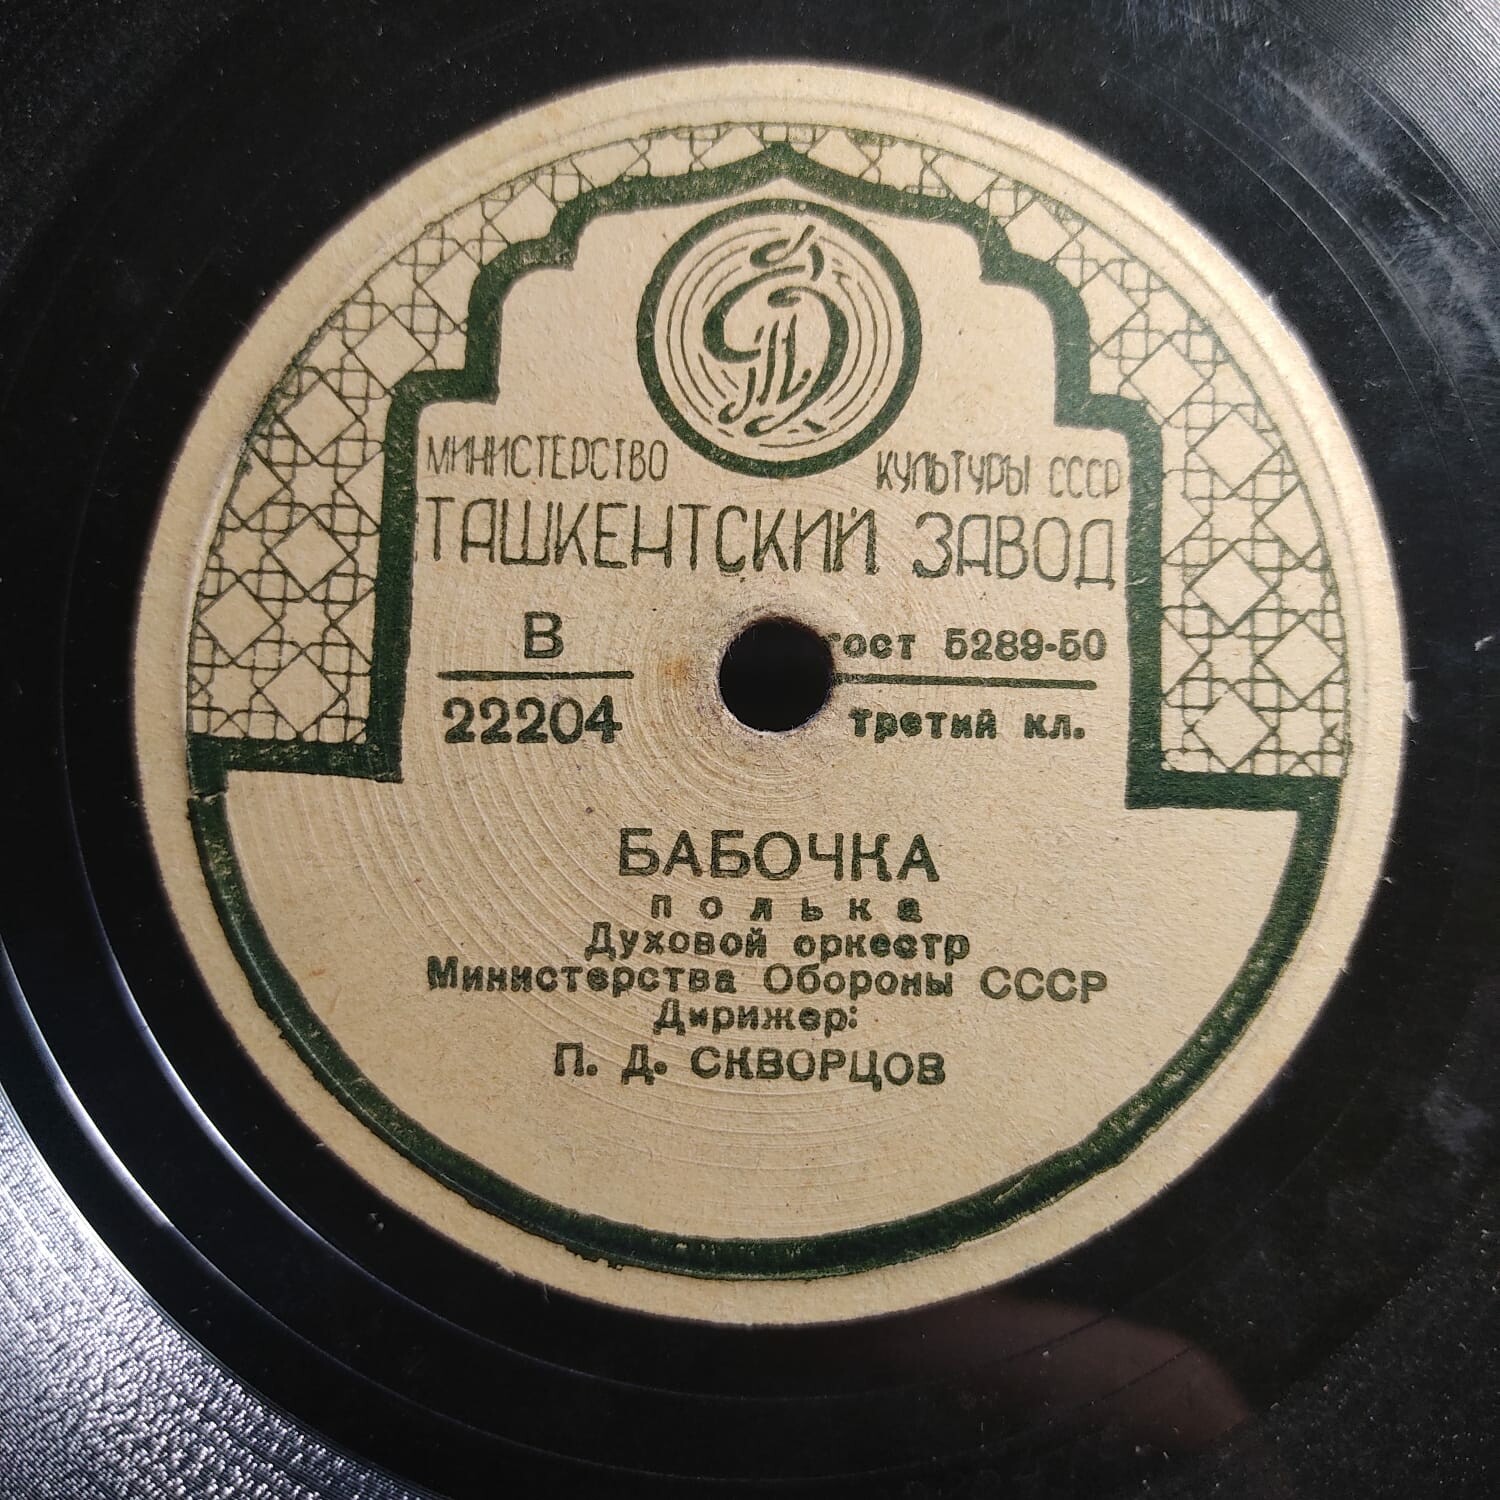 МИНИСТЕРСТВО КУЛЬТУРЫ СССР
ТАШКЕНТСКИЙ ЗАВОД
В гост 5289-50
22204 третий кл.
БАБОЧКА
полька
Духовой оркестр
Министерства Обороны СССР
Дирижер:
П. Д. СКВОРЦОВ